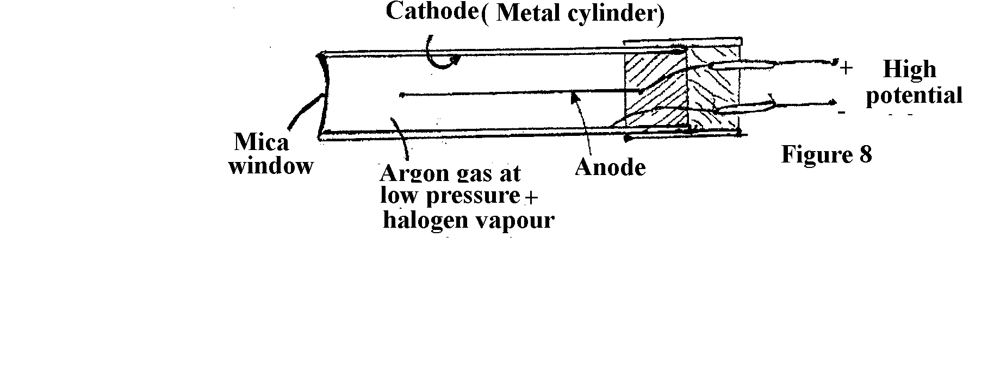 Cathode( Metal cylinder)
+
High
potential
-
Mica
window
Argon gas at
low pressure +
halogen vapour
Anode
Figure 8